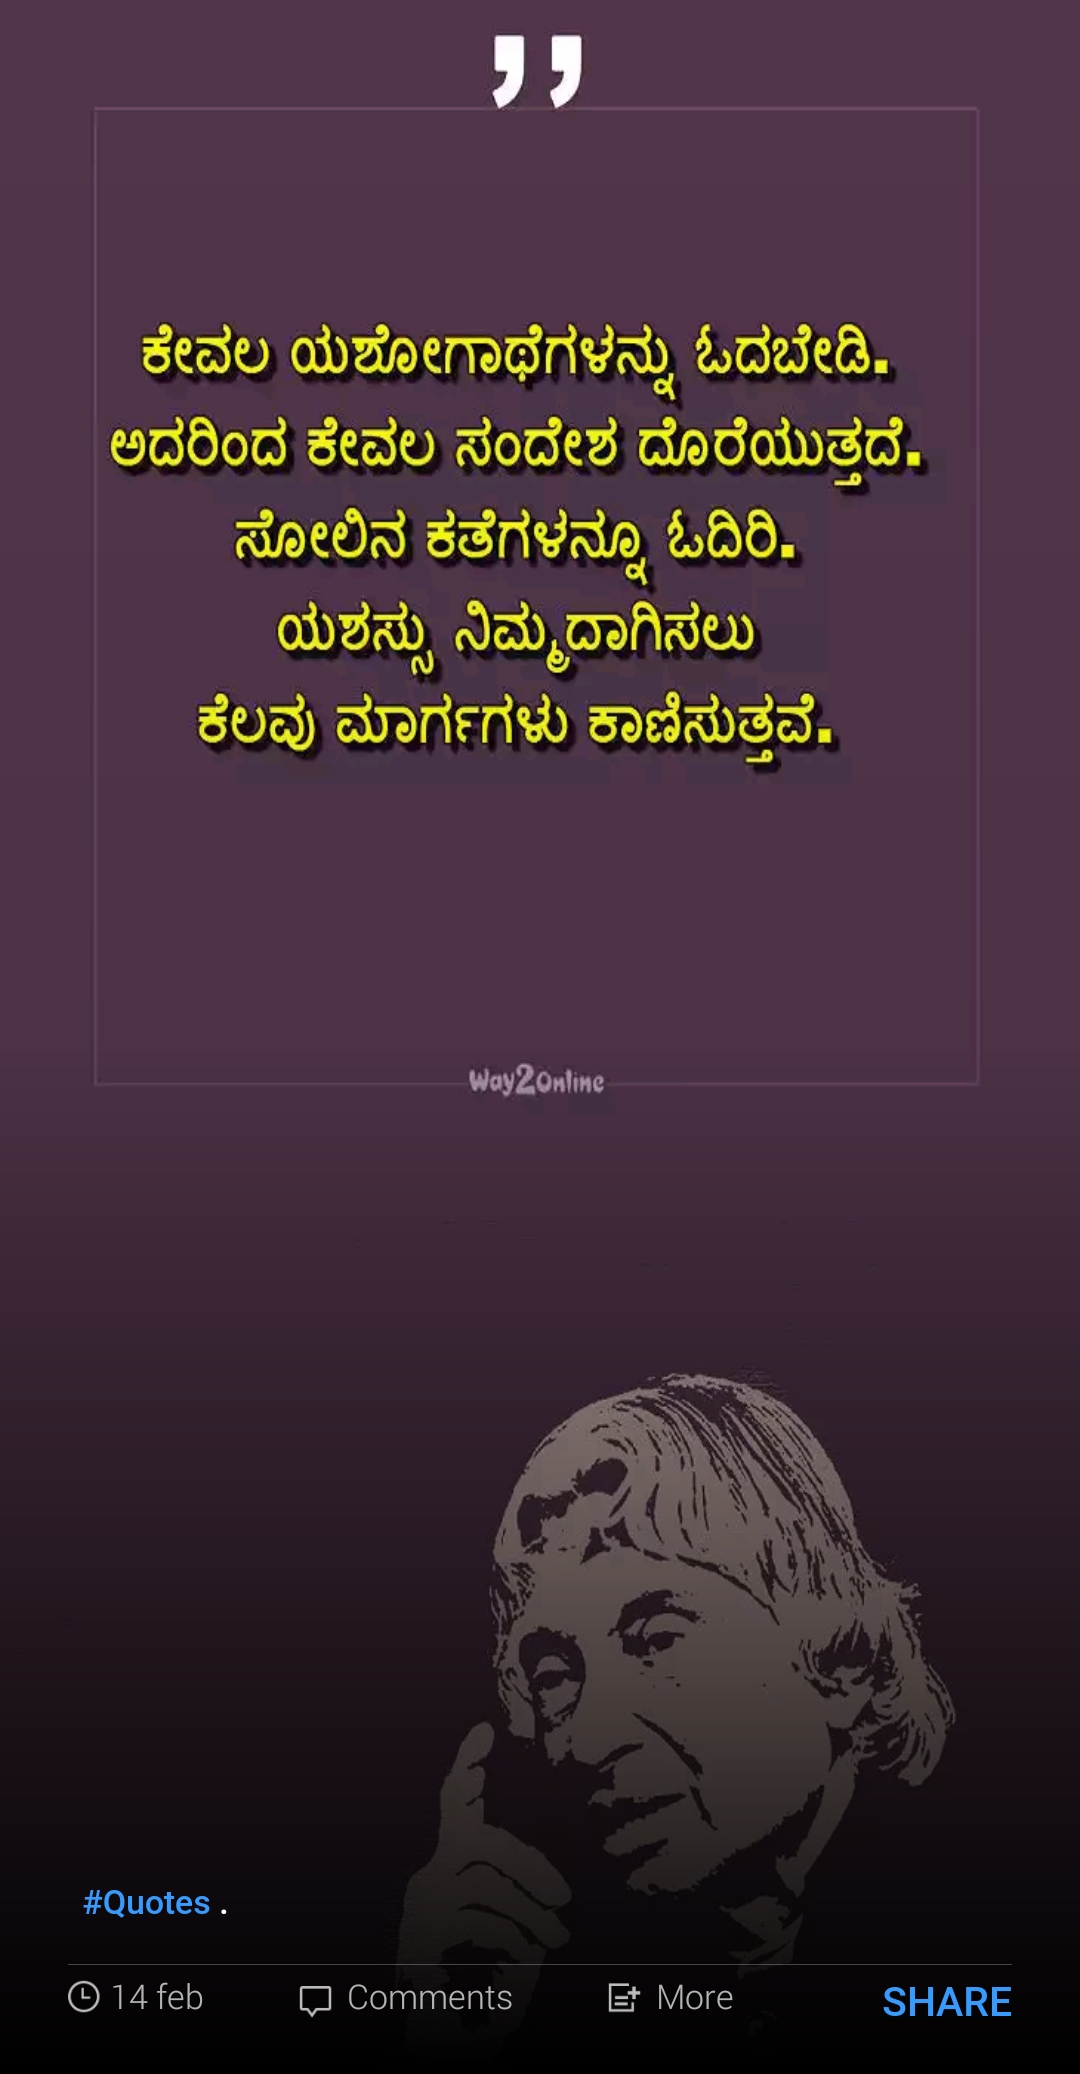 ”
ಕೇವಲ ಯಶೋಗಾಥೆಗಳನ್ನು ಓದಬೇಡಿ.
ಅದರಿಂದ ಕೇವಲ ಸಂದೇಶ ದೊರೆಯುತ್ತದೆ.
ಸೋಲಿನ ಕತೆಗಳನ್ನೂ ಓದಿರಿ.
ಯಶಸ್ಸು ನಿಮ್ಮದಾಗಿಸಲು
ಕೆಲವು ಮಾರ್ಗಗಳು ಕಾಣಿಸುತ್ತವೆ.
Way2Online
#Quotes .
14 feb Comments More SHARE